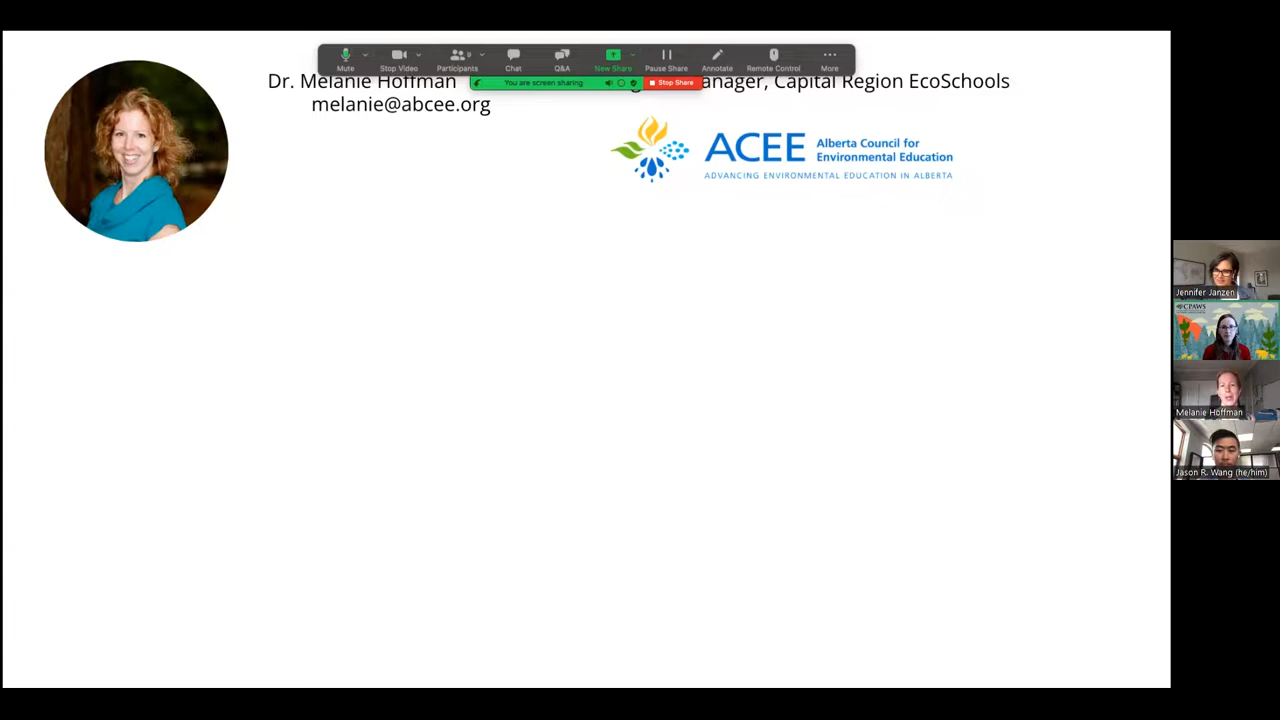 Mute
Stop Video
Participants
9
Chat
Q&A
New Share
Pause Share
Annotate
Remote Control
More
You are screen sharing
Stop Share
Dr. Melanie Hoffman
anager, Capital Region EcoSchools
melanie@abcee.org
ACEE
Alberta Council for
Environmental Education
ADVANCING ENVIRONMENTAL EDUCATION IN ALBERTA
Jennifer Janzen
CPAWS
Melanie Hoffman
Jason R. Wang (he/him)